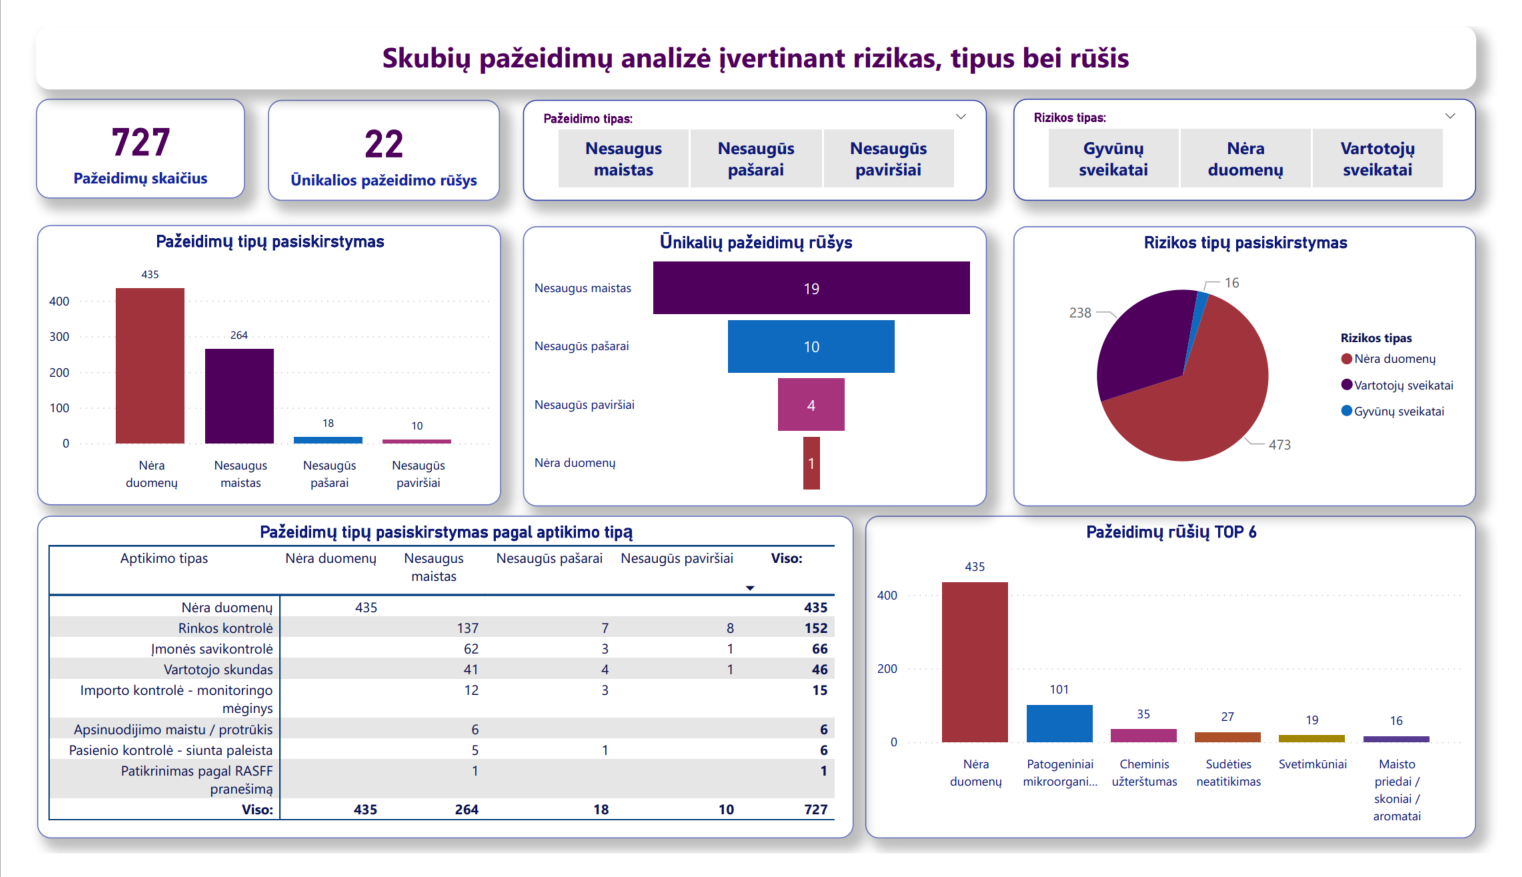 Skubių pažeidimų analizė įvertinant rizikas, tipus bei rūšis
727
Pažeidimų skaičius
22
Ūnikalios pažeidimo rūšys
Pažeidimo tipas:
Nesaugus
maistas
Nesaugūs
pašarai
Nesaugūs
paviršiai
Rizikos tipas:
Gyvūnų
sveikatai
Nėra
duomenų
Vartotojų
sveikatai
Pažeidimų tipų pasiskirstymas
435
400
264
300
200
100
18
10
0
Nėra
duomenų
Nesaugus
maistas
Nesaugūs
pašarai
Nesaugūs
paviršiai
Ūnikalių pažeidimų rūšys
Nesaugus maistas 19
Nesaugūs pašarai 10
Nesaugūs paviršiai 4
Nėra duomenų 1
Rizikos tipų pasiskirstymas
16
238
473
Rizikos tipas
Nėra duomenų
Vartotojų sveikatai
Gyvūnų sveikatai
Pažeidimų tipų pasiskirstymas pagal aptikimo tipą
Aptikimo tipas Nėra duomenų Nesaugus Nesaugūs pašarai Nesaugūs paviršiai Viso:
maistas
Nėra duomenų 435 435
Rinkos kontrolė 137 7 8 152
Įmonės savikontrolė 62 3 1 66
Vartotojo skundas 41 4 1 46
Importo kontrolė - monitoringo 12 3 15
mėginys
Apsinuodijimo maistu / protrūkis 6 6
Pasienio kontrolė - siunta paleista 5 1 6
Patikrinimas pagal RASFF 1 1
pranešimą
Viso: 435 264 18 10 727
Pažeidimų rūšių TOP 6
435
400
200
101
35
27
19
16
0
Nėra
duomenų
Patogeniniai
mikroorgani...
Cheminis
užterštumas
Sudėties
neatitikimas
Svetimkūniai
Maisto
priedai /
skoniai /
aromatai